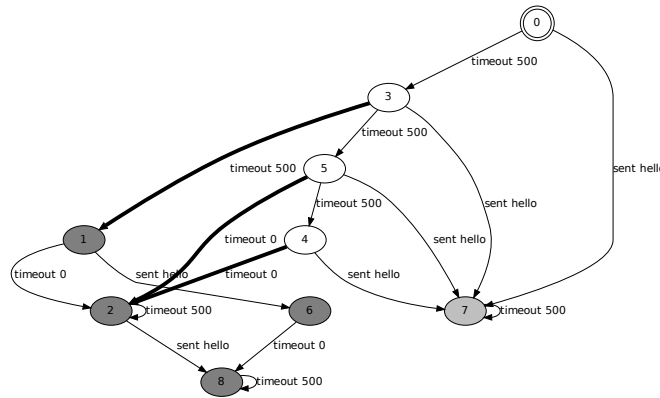 0
timeout 500
3
timeout 500
timeout 500
5
sent hello
timeout 500
sent hello
1
timeout 0
4
sent hello
timeout 0
sent hello
timeout 0
sent hello
2
timeout 500
6
7
timeout 500
sent hello
timeout 0
8
timeout 500